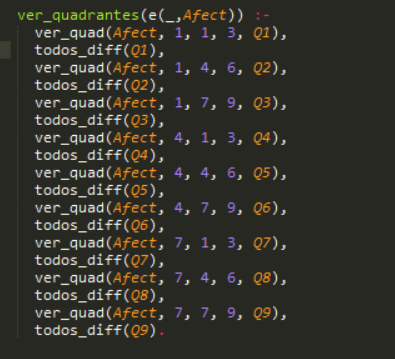 ver_quadrantes(e(_,Afect)) :-
ver_quad(Afect, 1, 1, 3, Q1),
todos_diff(Q1),
ver_quad(Afect, 1, 4, 6, Q2),
todos_diff(Q2),
ver_quad(Afect, 1, 7, 9, Q3),
todos_diff(Q3),
ver_quad(Afect, 4, 1, 3, Q4),
todos_diff(Q4),
ver_quad(Afect, 4, 4, 6, Q5),
todos_diff(Q5),
ver_quad(Afect, 4, 7, 9, Q6),
todos_diff(Q6),
ver_quad(Afect, 7, 1, 3, Q7),
todos_diff(Q7),
ver_quad(Afect, 7, 4, 6, Q8),
todos_diff(Q8),
ver_quad(Afect, 7, 7, 9, Q9),
todos_diff(Q9).